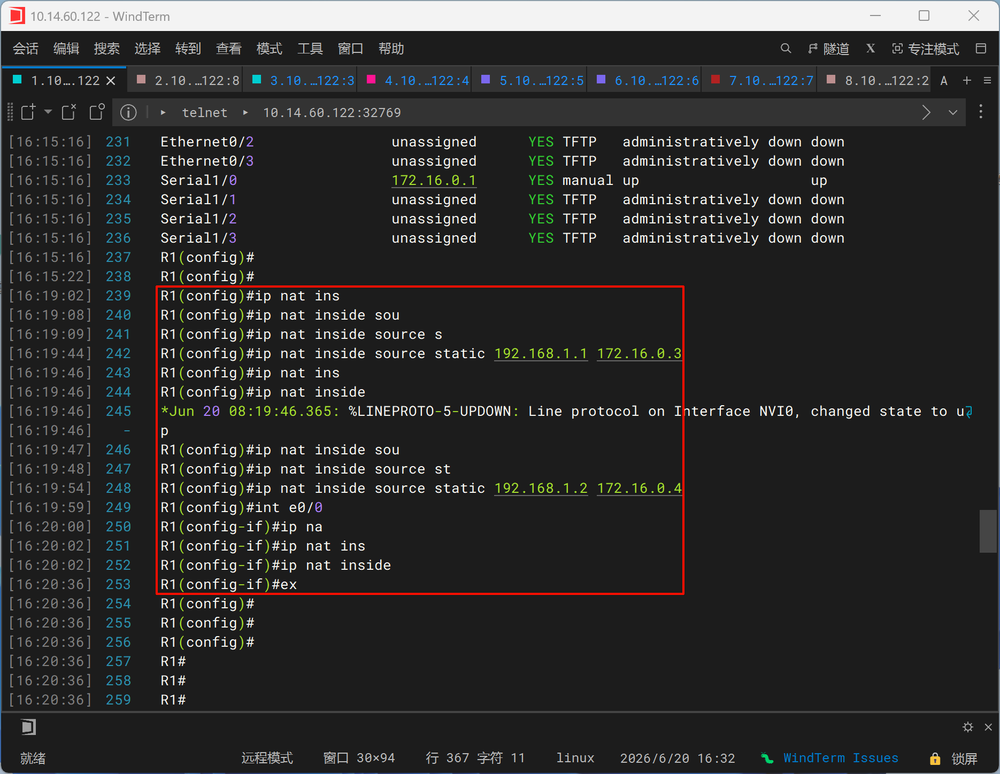 10.14.60.122 - WindTerm
会话 编辑 搜索 选择 转到 查看 模式 工具 窗口 帮助 隧道 X 专注模式
1.10....122 2.10....122:8 3.10....122:3 4.10....122:4 5.10....122:5 6.10....122:6 7.10....122:7 8.10....122:2 A
telnet 10.14.60.122:32769
[16:15:16] 231 Ethernet0/2 unassigned YES TFTP administratively down down
[16:15:16] 232 Ethernet0/3 unassigned YES TFTP administratively down down
[16:15:16] 233 Serial1/0 172.16.0.1 YES manual up up
[16:15:16] 234 Serial1/1 unassigned YES TFTP administratively down down
[16:15:16] 235 Serial1/2 unassigned YES TFTP administratively down down
[16:15:16] 236 Serial1/3 unassigned YES TFTP administratively down down
[16:15:16] 237 R1(config)#
[16:15:22] 238 R1(config)#
[16:19:02] 239 R1(config)#ip nat ins
[16:19:08] 240 R1(config)#ip nat inside sou
[16:19:09] 241 R1(config)#ip nat inside source s
[16:19:44] 242 R1(config)#ip nat inside source static 192.168.1.1 172.16.0.3
[16:19:46] 243 R1(config)#ip nat ins
[16:19:46] 244 R1(config)#ip nat inside
[16:19:46] 245 *Jun 20 08:19:46.365: %LINEPROTO-5-UPDOWN: Line protocol on Interface NVI0, changed state to u
[16:19:46] - p
[16:19:47] 246 R1(config)#ip nat inside sou
[16:19:48] 247 R1(config)#ip nat inside source st
[16:19:54] 248 R1(config)#ip nat inside source static 192.168.1.2 172.16.0.4
[16:19:59] 249 R1(config)#int e0/0
[16:20:00] 250 R1(config-if)#ip na
[16:20:02] 251 R1(config-if)#ip nat ins
[16:20:02] 252 R1(config-if)#ip nat inside
[16:20:36] 253 R1(config-if)#ex
[16:20:36] 254 R1(config)#
[16:20:36] 255 R1(config)#
[16:20:36] 256 R1(config)#
[16:20:36] 257 R1#
[16:20:36] 258 R1#
[16:20:36] 259 R1#
就绪 远程模式 窗口 30×94 行 367 字符 11 linux 2026/6/20 16:32 WindTerm Issues 锁屏